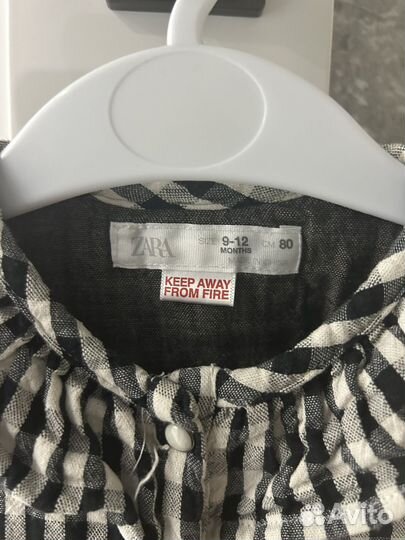 ZARA
SIZE 9-12 MONTHS CM 80
KEEP AWAY
FROM FIRE
Avito